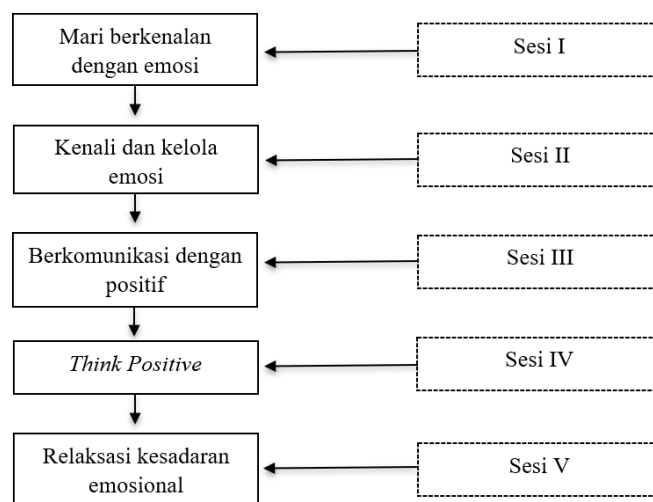 Mari berkenalan
dengan emosi
Sesi I
Kenali dan kelola
emosi
Sesi II
Berkomunikasi dengan
positif
Sesi III
Think Positive
Sesi IV
Relaksasi kesadaran
emosional
Sesi V